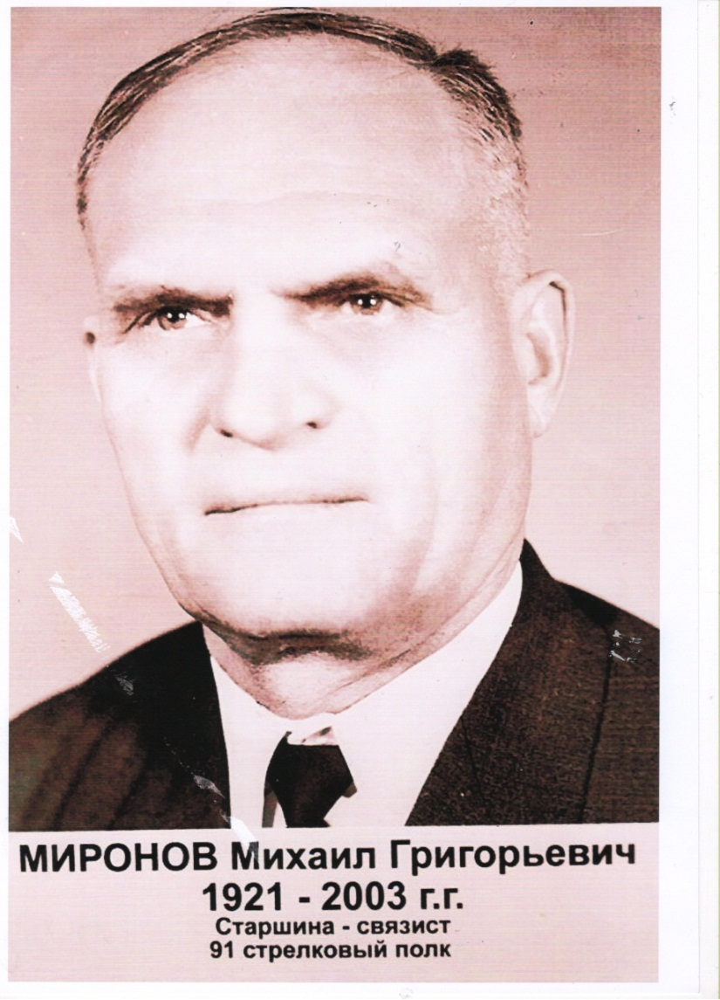 МИРОНОВ Михаил Григорьевич
1921 - 2003 г.г.
Старшина - связист
91 стрелковый полк